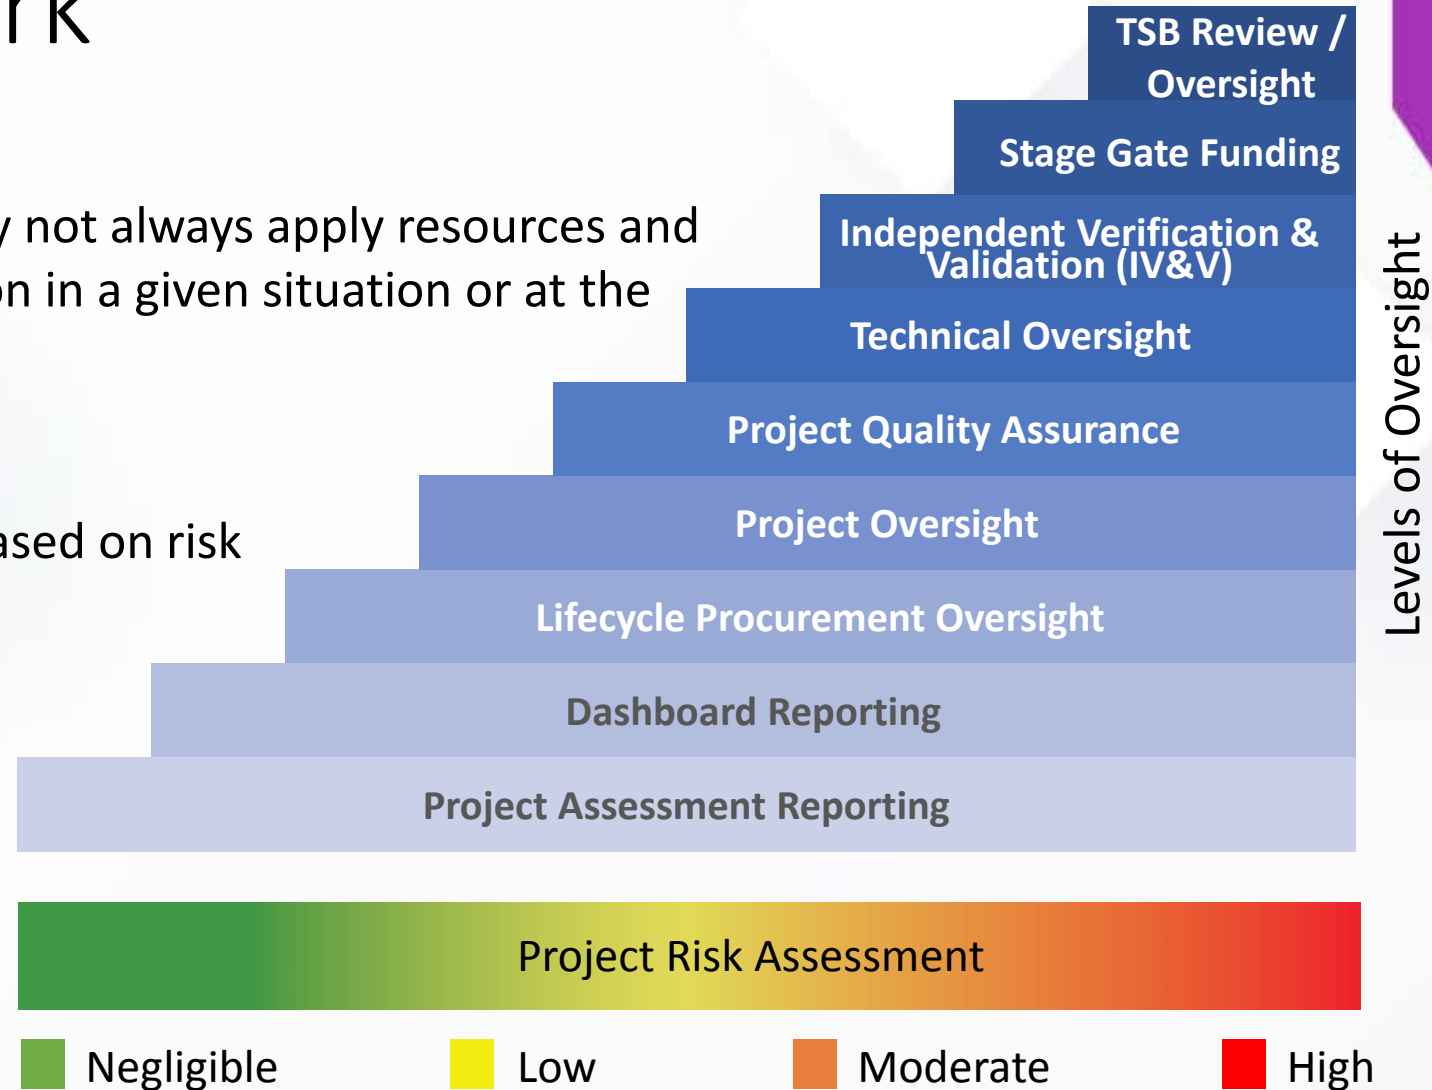 rk
y not always apply resources and
on in a given situation or at the
ased on risk
TSB Review /
Oversight
Stage Gate Funding
Independent Verification &
Validation (IV&V)
Technical Oversight
Project Quality Assurance
Project Oversight
Lifecycle Procurement Oversight
Dashboard Reporting
Project Assessment Reporting
Levels of Oversight
Project Risk Assessment
Negligible
Low
Moderate
High